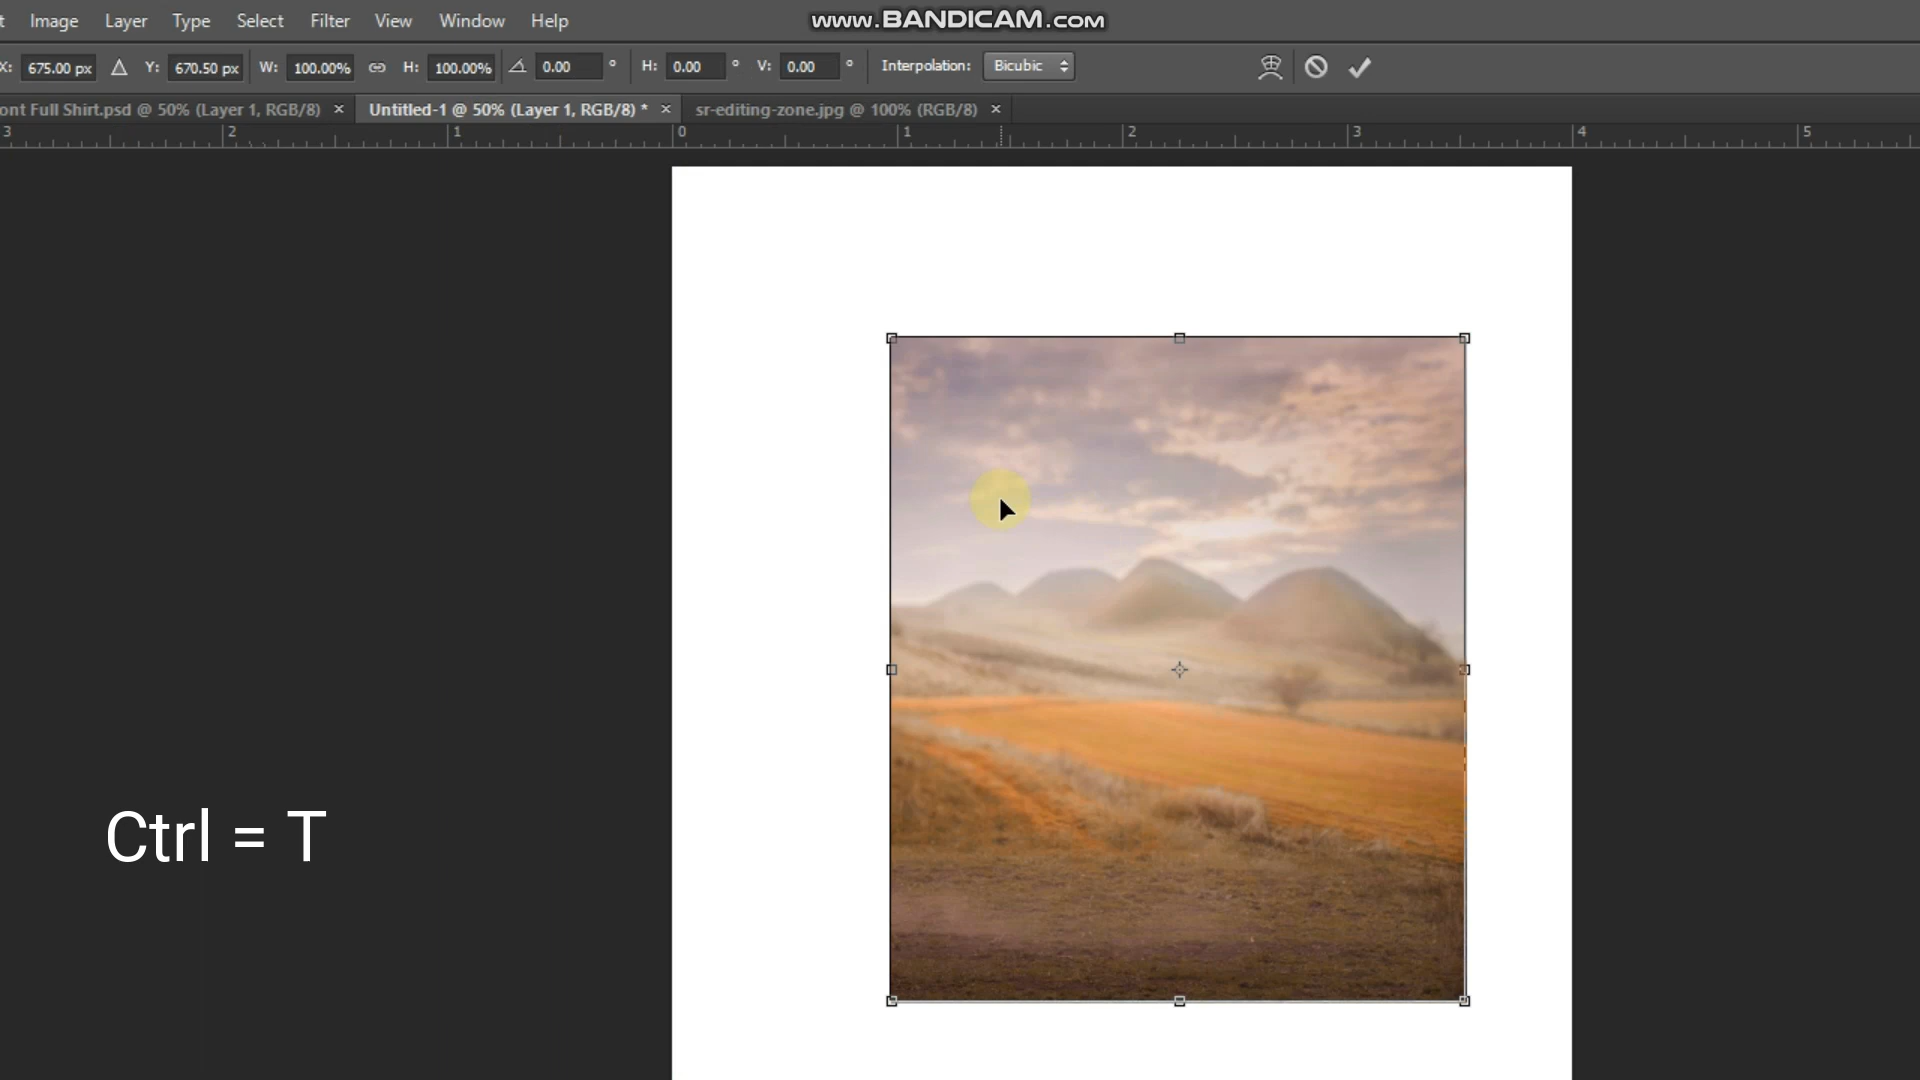 t Image Layer Type Select Filter View Window Help
www.BANDICAM.com
X: 675.00 px Y: 670.50 px W: 100.00% H: 100.00% 0.00 ° H: 0.00 ° V: 0.00 ° Interpolation: Bicubic
ont Full Shirt.psd @ 50% (Layer 1, RGB/8) × Untitled-1 @ 50% (Layer 1, RGB/8) * × sr-editing-zone.jpg @ 100% (RGB/8) ×
3 2 1 0 1 2 3 4 5
Ctrl = T